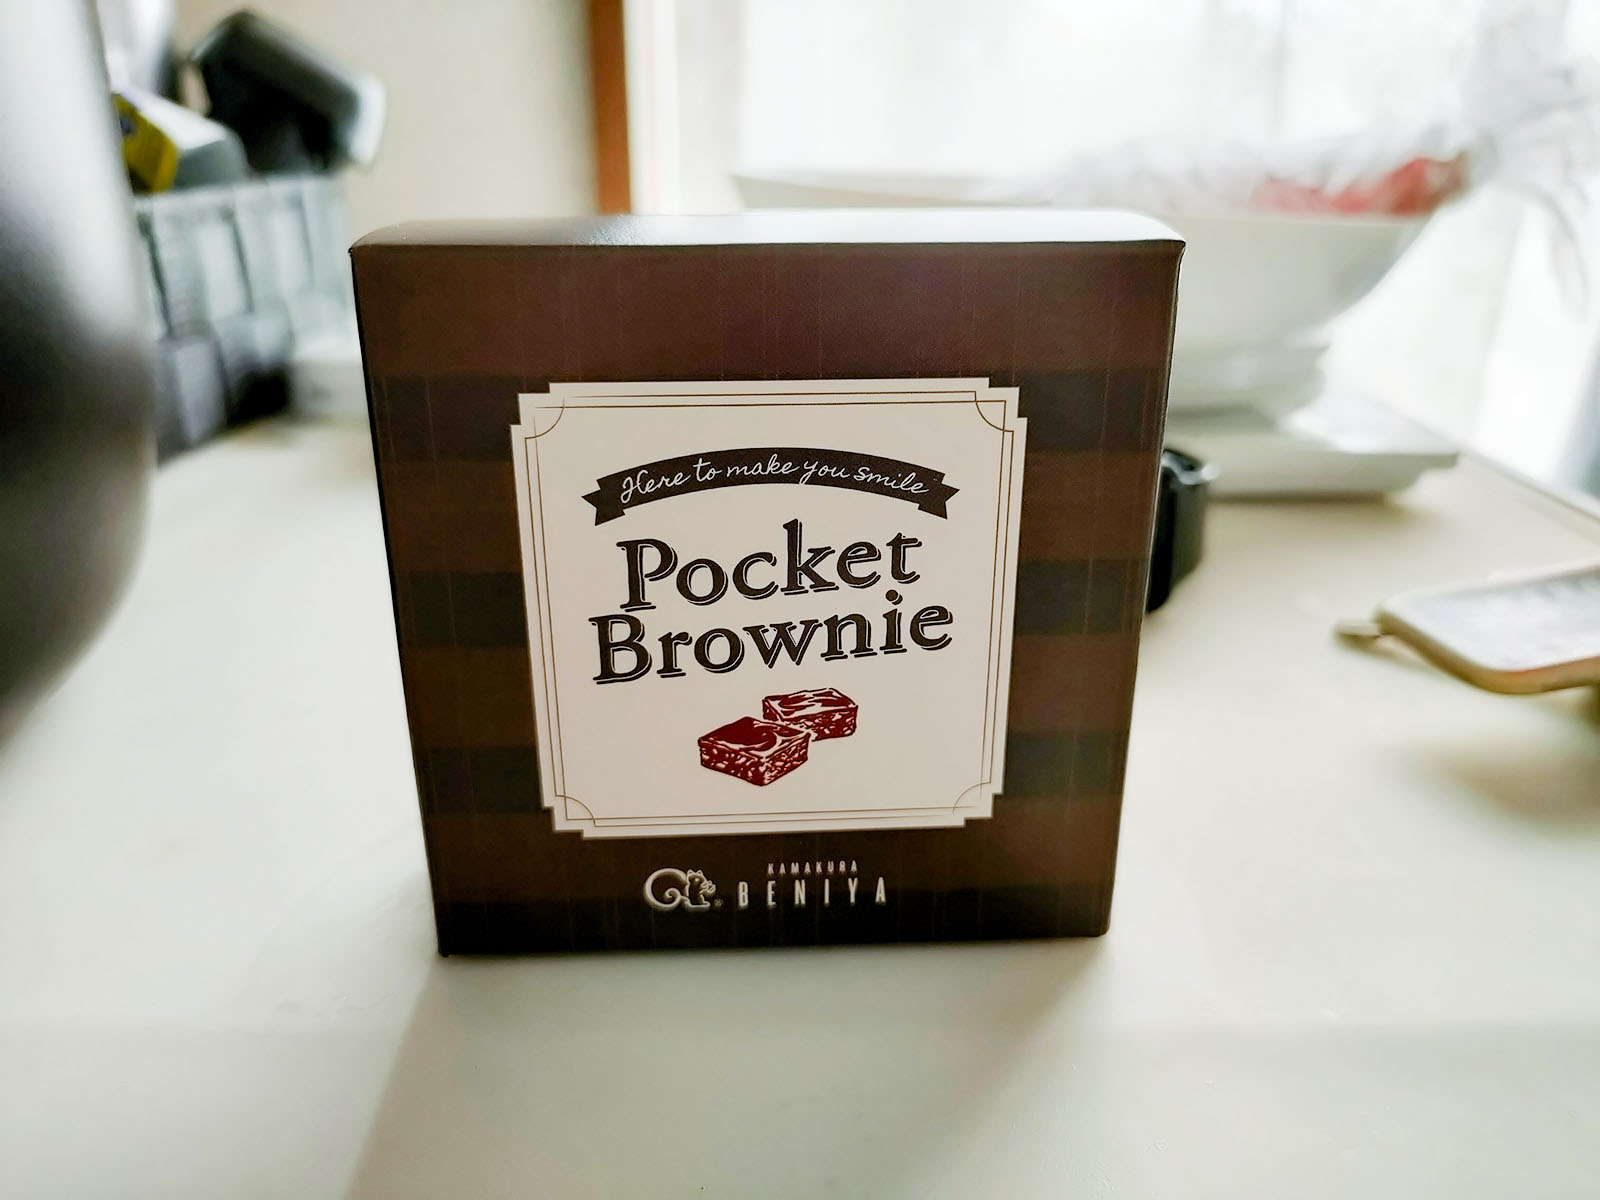 Here to make you smile
Pocket
Brownie
KAMAKURA
BENIYA